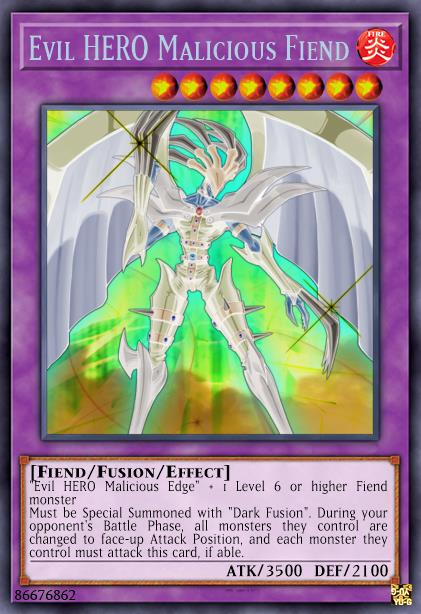 Evil HERO Malicious Fiend
FIRE
炎
[Fiend/Fusion/Effect]
"Evil HERO Malicious Edge" + 1 Level 6 or higher Fiend
monster
Must be Special Summoned with "Dark Fusion". During your
opponent's Battle Phase, all monsters they control are
changed to face-up Attack Position, and each monster they
control must attack this card, if able.
ATK/3500 DEF/2100
86676862